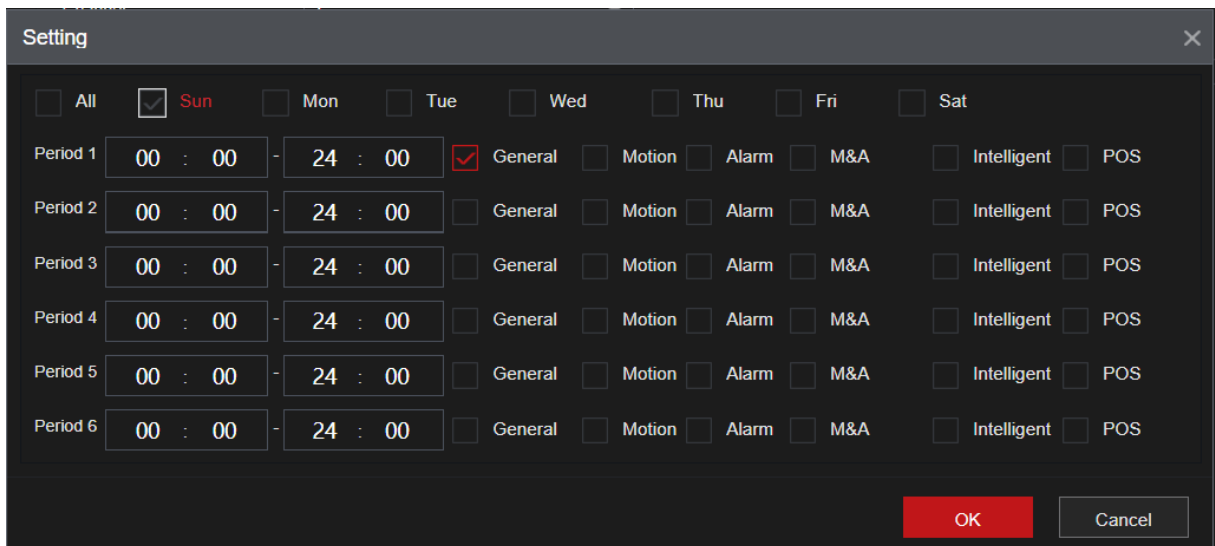 Setting ×
All Sun Mon Tue Wed Thu Fri Sat
Period 1 00 : 00 - 24 : 00 General Motion Alarm M&A Intelligent POS
Period 2 00 : 00 - 24 : 00 General Motion Alarm M&A Intelligent POS
Period 3 00 : 00 - 24 : 00 General Motion Alarm M&A Intelligent POS
Period 4 00 : 00 - 24 : 00 General Motion Alarm M&A Intelligent POS
Period 5 00 : 00 - 24 : 00 General Motion Alarm M&A Intelligent POS
Period 6 00 : 00 - 24 : 00 General Motion Alarm M&A Intelligent POS
OK Cancel